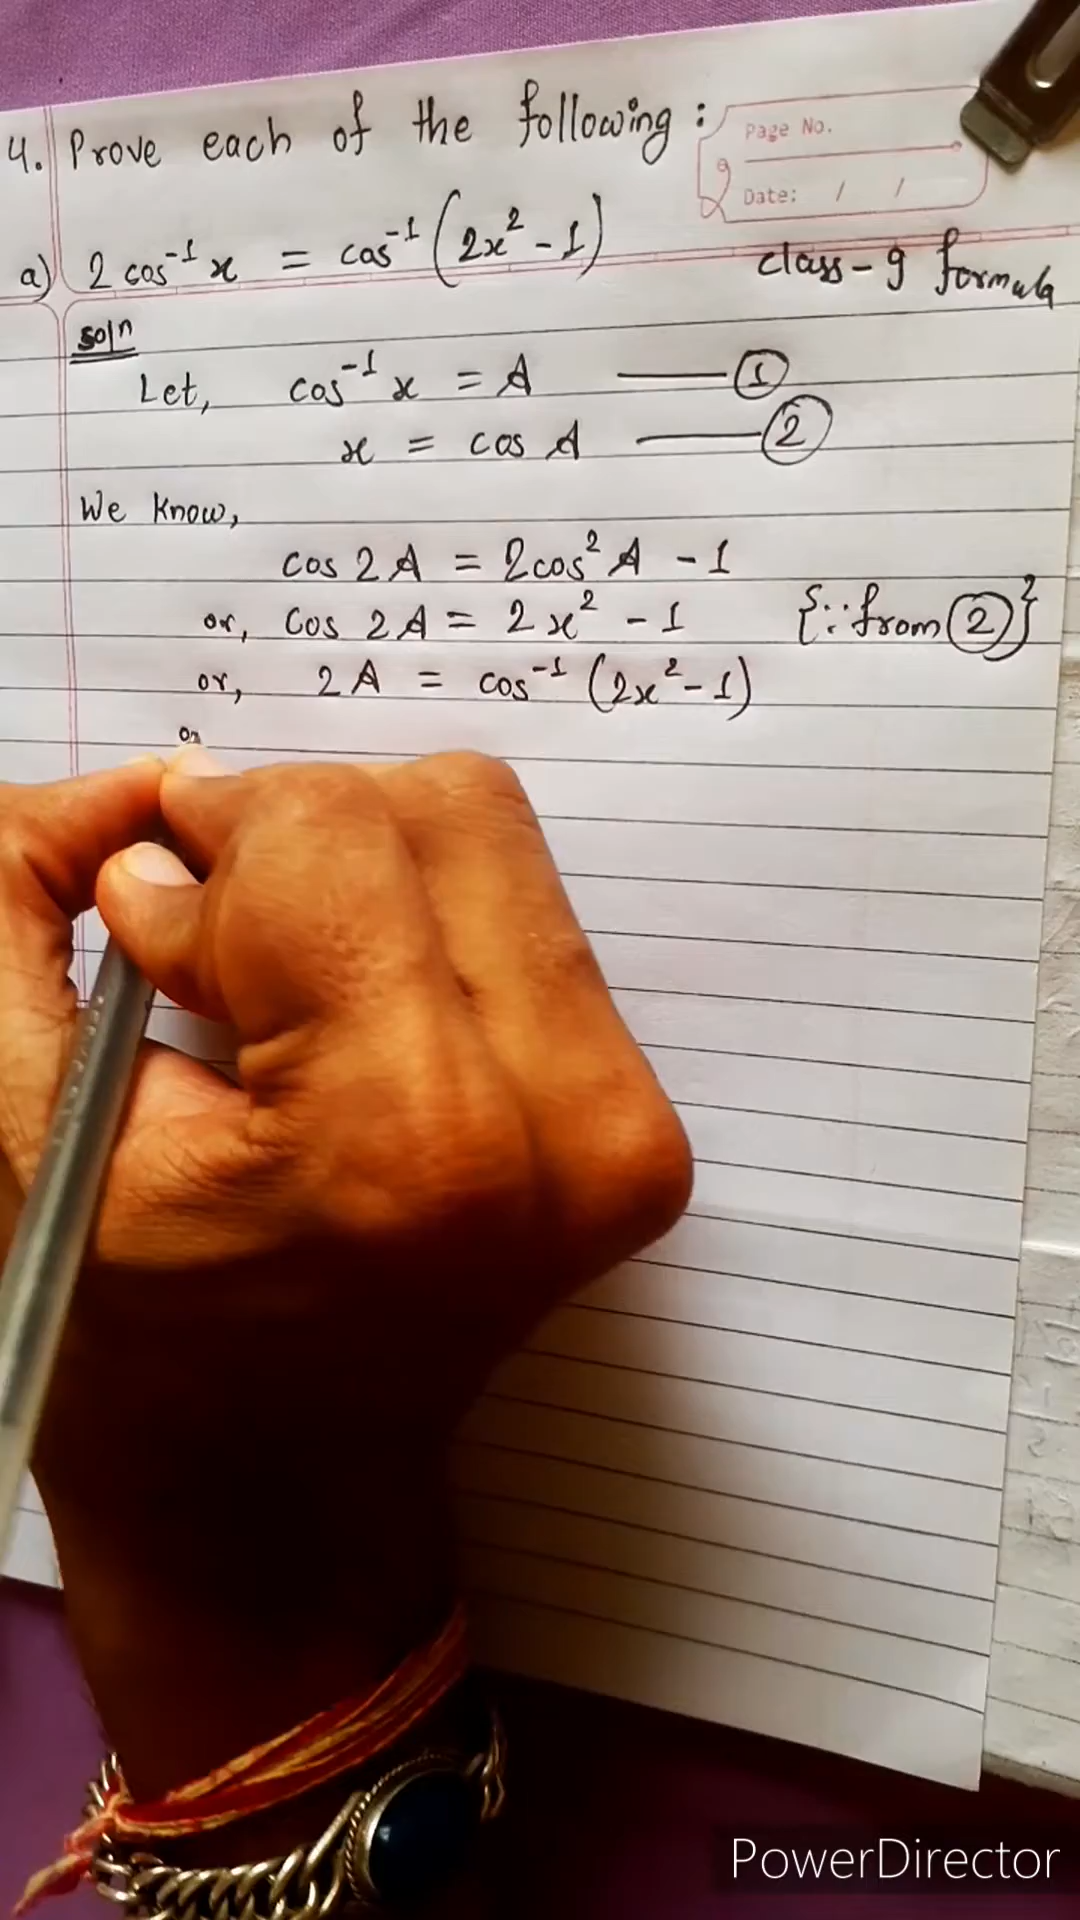 4. Prove each of the following :
Page No.
Date: / /
a) 2 cos⁻¹ x = cos⁻¹ (2x² - 1)
class - 9 formula
soln
Let, cos⁻¹ x = A —— ①
x = cos A —— ②
We know,
cos 2A = 2cos² A - 1
or, cos 2A = 2x² - 1 {∵ from ②}
or, 2A = cos⁻¹ (2x² - 1)
or
PowerDirector